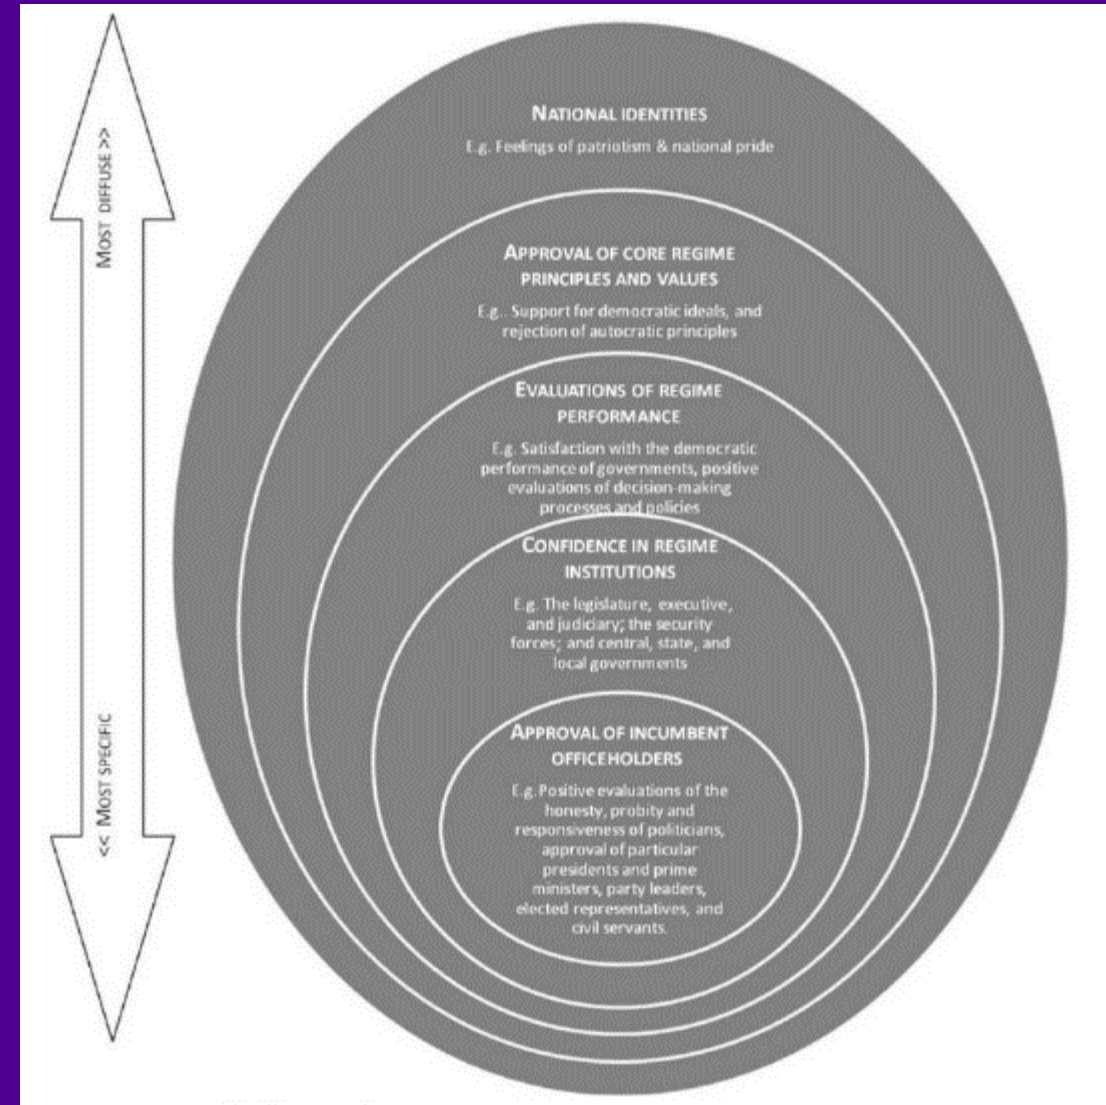 MOST DIFFUSE >>
<< MOST SPECIFIC
NATIONAL IDENTITIES
E.g. Feelings of patriotism & national pride
APPROVAL OF CORE REGIME
PRINCIPLES AND VALUES
E.g.. Support for democratic ideals, and
rejection of autocratic principles
EVALUATIONS OF REGIME
PERFORMANCE
E.g. Satisfaction with the democratic
performance of governments, positive
evaluations of decision-making
processes and policies
CONFIDENCE IN REGIME
INSTITUTIONS
E.g. The legislature, executive,
and judiciary; the security
forces; and central, state, and
local governments
APPROVAL OF INCUMBENT
OFFICEHOLDERS
E.g. Positive evaluations of the
honesty, probity and
responsiveness of politicians,
approval of particular
presidents and prime
ministers, party leaders,
elected representatives, and
civil servants.